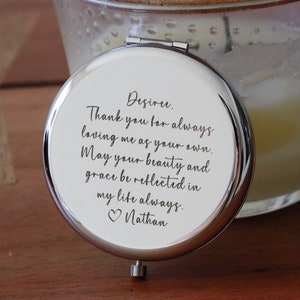 Desiree,
Thank you for always
loving me as your own.
May your beauty and
grace be reflected in
my life always.
♡ Nathan